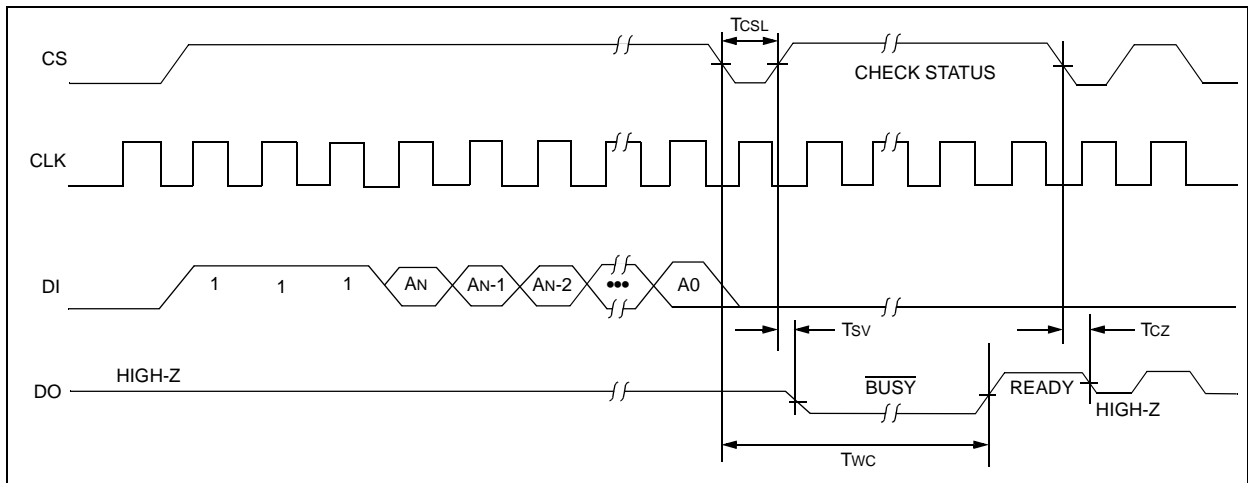 TCSL
CS
CHECK STATUS
CLK
DI
1 1 1 AN AN-1 AN-2 ••• A0
TSV
TCZ
DO
HIGH-Z
BUSY
READY
HIGH-Z
TWC